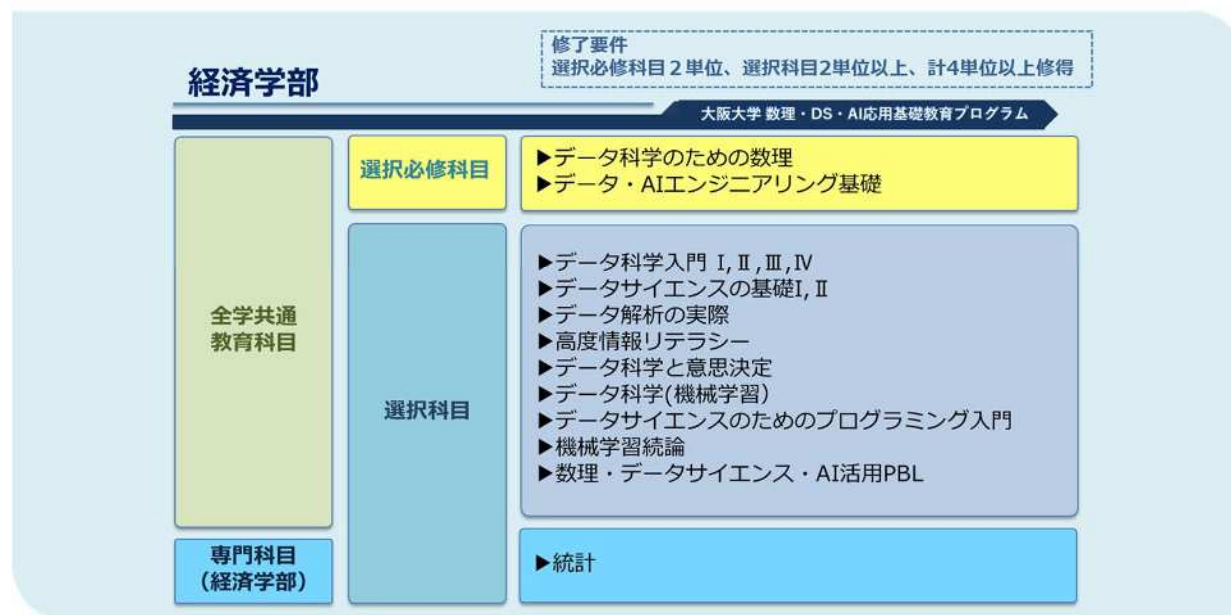 修了要件
選択必修科目２単位、選択科目2単位以上、計4単位以上修得
経済学部
大阪大学 数理・DS・AI応用基礎教育プログラム
選択必修科目
▶データ科学のための数理
▶データ・AIエンジニアリング基礎
全学共通
教育科目
選択科目
▶データ科学入門 Ⅰ,Ⅱ,Ⅲ,Ⅳ
▶データサイエンスの基礎Ⅰ,Ⅱ
▶データ解析の実際
▶高度情報リテラシー
▶データ科学と意思決定
▶データ科学(機械学習）
▶データサイエンスのためのプログラミング入門
▶機械学習続論
▶数理・データサイエンス・AI活用PBL
専門科目
（経済学部）
▶統計